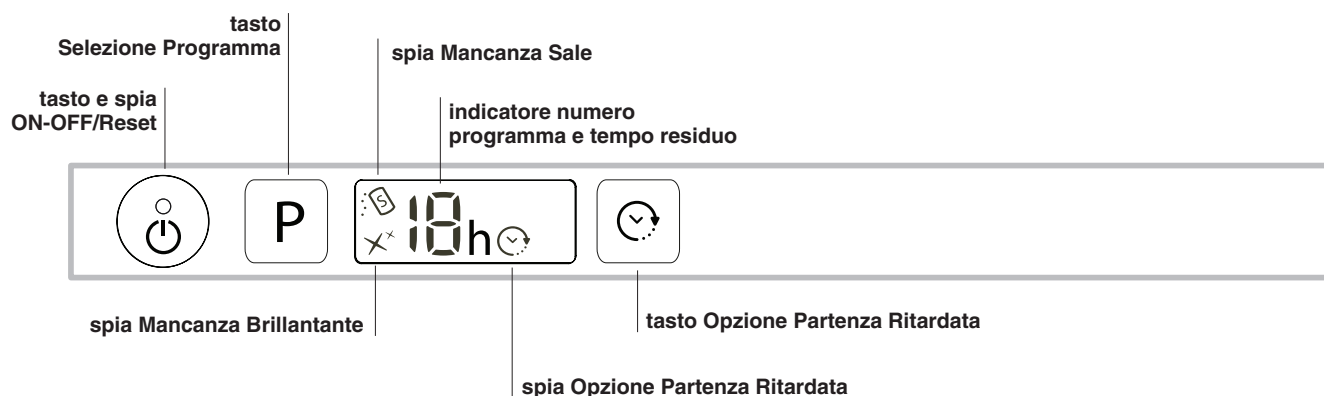 tasto
Selezione Programma
spia Mancanza Sale
tasto e spia
ON-OFF/Reset
indicatore numero
programma e tempo residuo
P
S
18h
spia Mancanza Brillantante
tasto Opzione Partenza Ritardata
spia Opzione Partenza Ritardata